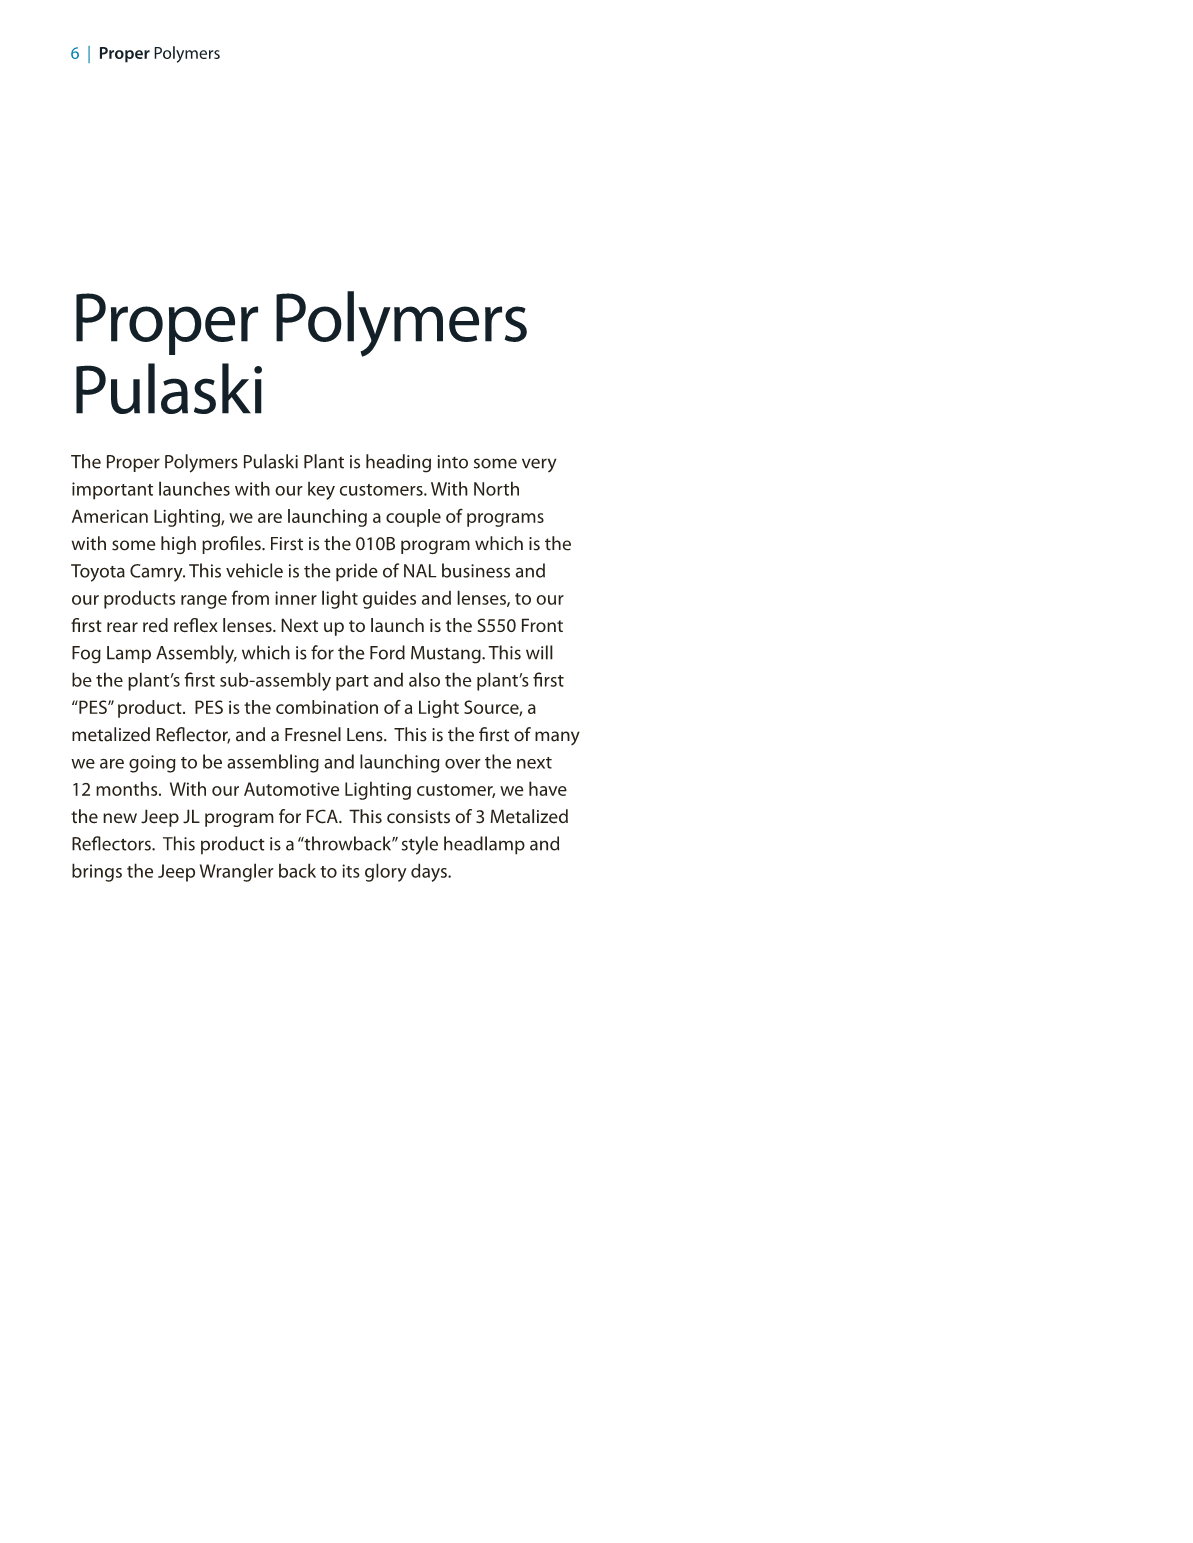 6 | Proper Polymers
Proper Polymers
Pulaski
The Proper Polymers Pulaski Plant is heading into some very
important launches with our key customers. With North
American Lighting, we are launching a couple of programs
with some high profiles. First is the 010B program which is the
Toyota Camry. This vehicle is the pride of NAL business and
our products range from inner light guides and lenses, to our
first rear red reflex lenses. Next up to launch is the S550 Front
Fog Lamp Assembly, which is for the Ford Mustang. This will
be the plant’s first sub-assembly part and also the plant’s first
“PES” product.  PES is the combination of a Light Source, a
metalized Reflector, and a Fresnel Lens.  This is the first of many
we are going to be assembling and launching over the next
12 months.  With our Automotive Lighting customer, we have
the new Jeep JL program for FCA.  This consists of 3 Metalized
Reflectors.  This product is a “throwback” style headlamp and
brings the Jeep Wrangler back to its glory days.